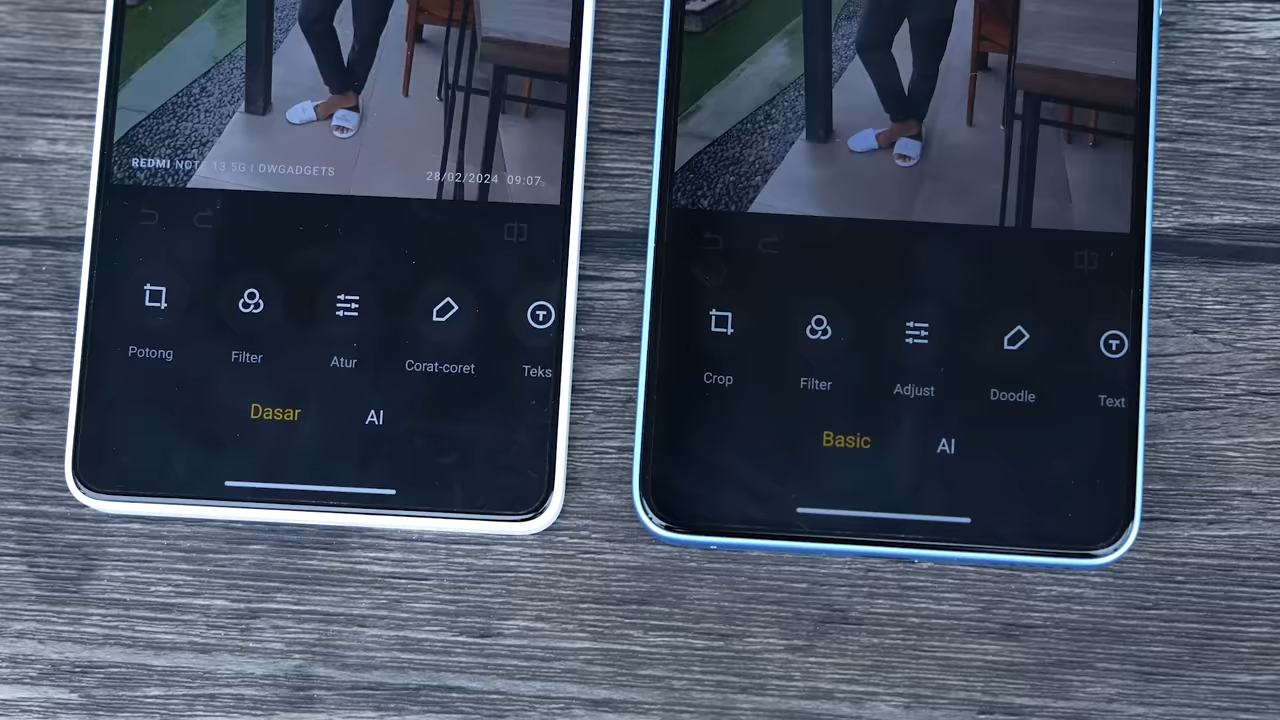 REDMI NOTE 13 5G | DWGADGETS
28/02/2024 09:07
Potong
Filter
Atur
Corat-coret
Teks
Dasar
AI
Crop
Filter
Adjust
Doodle
Text
Basic
AI